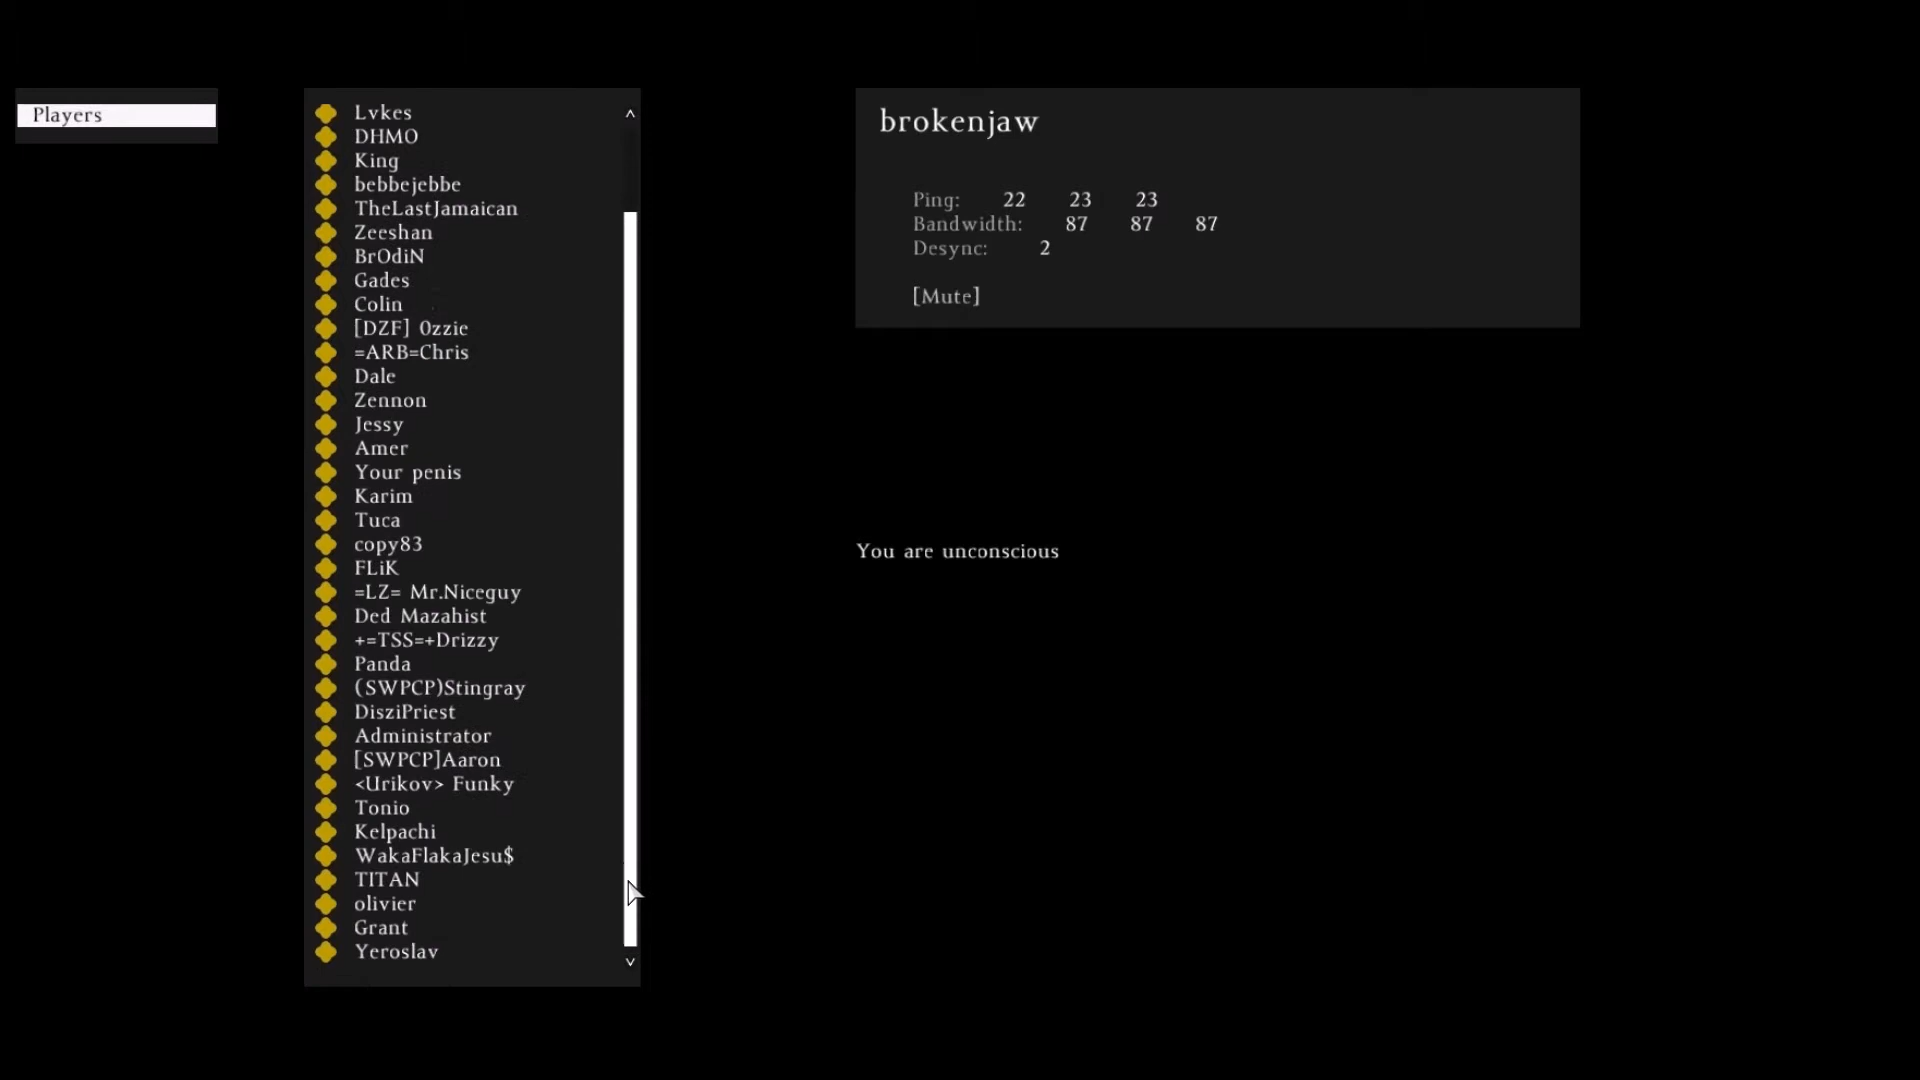 Players
Lvkes
DHMO
King
bebbejebbe
TheLastJamaican
Zeeshan
BrOdiN
Gades
Colin
[DZF] 0zzie
=ARB=Chris
Dale
Zennon
Jessy
Amer
Your penis
Karim
Tuca
copy83
FLiK
=LZ= Mr.Niceguy
Ded Mazahist
+=TSS=+Drizzy
Panda
(SWPCP)Stingray
DisziPriest
Administrator
[SWPCP]Aaron
<Urikov> Funky
Tonio
Kelpachi
WakaFlakaJesu$
TITAN
olivier
Grant
Yeroslav
brokenjaw
Ping: 22 23 23
Bandwidth: 87 87 87
Desync: 2
[Mute]
You are unconscious